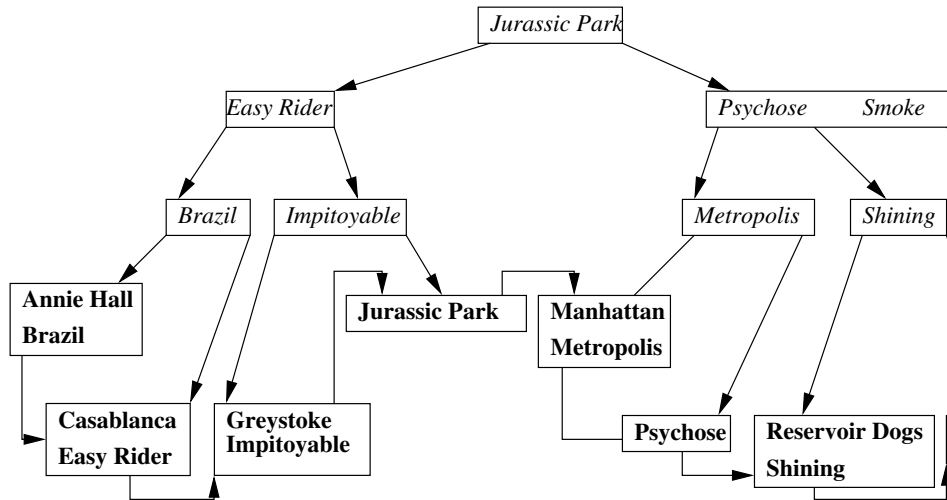 Jurassic Park
Easy Rider
Psychose Smoke
Brazil
Impitoyable
Metropolis
Shining
Annie Hall
Brazil
Jurassic Park
Manhattan
Metropolis
Casablanca
Easy Rider
Greystoke
Impitoyable
Psychose
Reservoir Dogs
Shining